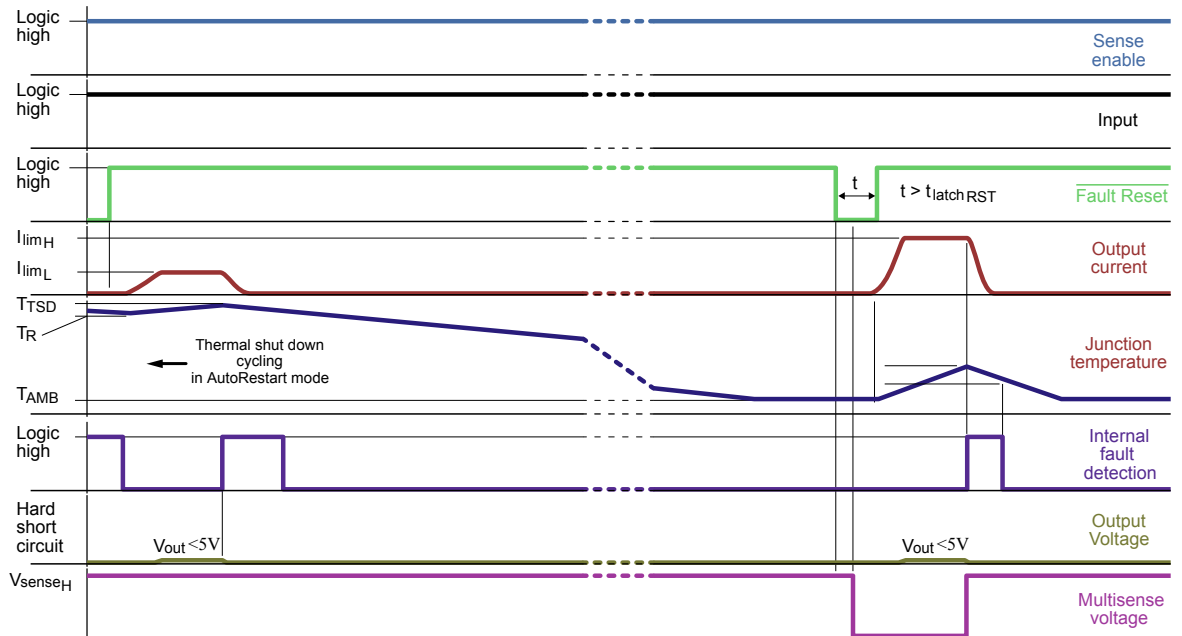 Logic
high
Sense
enable
Logic
high
Input
Logic
high
t
t > tlatchRST
Fault Reset
IlimH
IlimL
Output
current
TTSD
TR
Thermal shut down
cycling
in AutoRestart mode
Junction
temperature
TAMB
Logic
high
Internal
fault
detection
Hard
short
circuit
Vout <5V
Vout <5V
Output
Voltage
VsenseH
Multisense
voltage